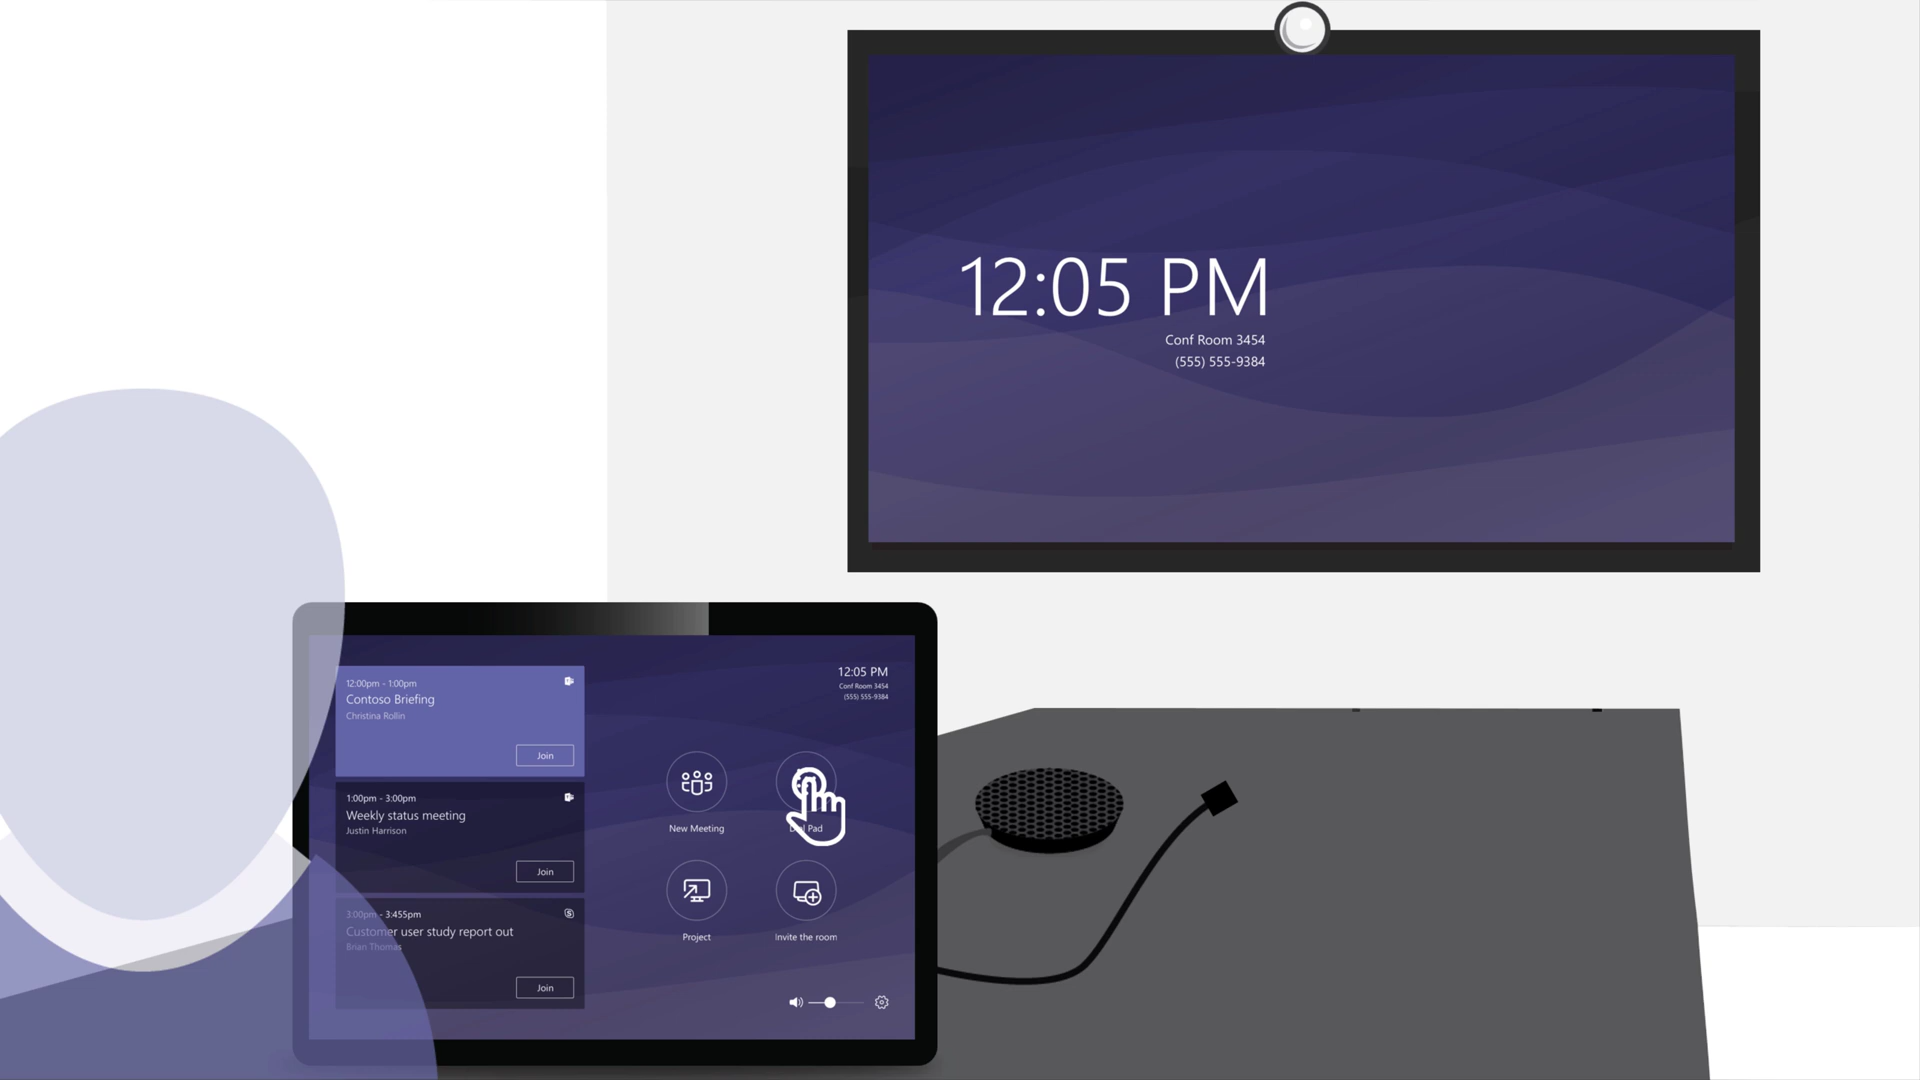 12:05 PM
Conf Room 3454
(555) 555-9384
12:00pm - 1:00pm
Contoso Briefing
Christina Rollin
Join
1:00pm - 3:00pm
Weekly status meeting
Justin Harrison
Join
3:00pm - 3:455pm
Customer user study report out
Brian Thomas
Join
12:05 PM
Conf Room 3454
(555) 555-9384
New Meeting
Pad
Project
Invite the room